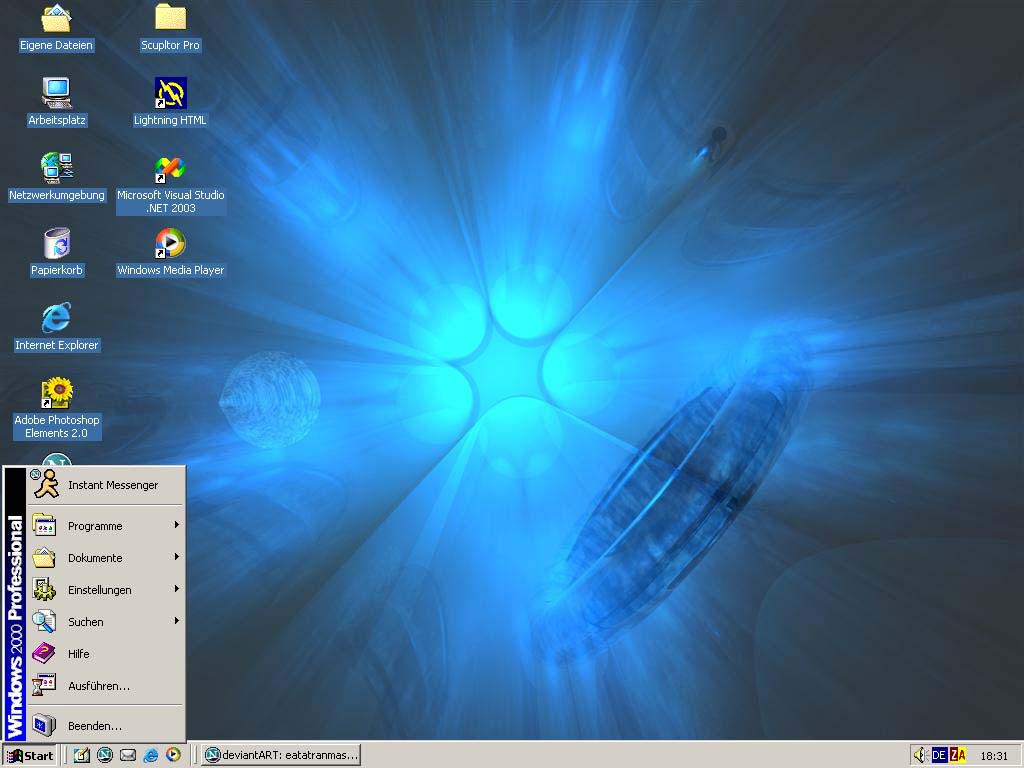 Eigene Dateien
Scupltor Pro
Arbeitsplatz
Lightning HTML
Netzwerkumgebung
Microsoft Visual Studio
.NET 2003
Papierkorb
Windows Media Player
Internet Explorer
Adobe Photoshop
Elements 2.0
Instant Messenger
Programme
Dokumente
Einstellungen
Suchen
Hilfe
Ausführen...
Beenden...
Windows 2000 Professional
Start
deviantART: eatatranmas...
DE
ZA
18:31